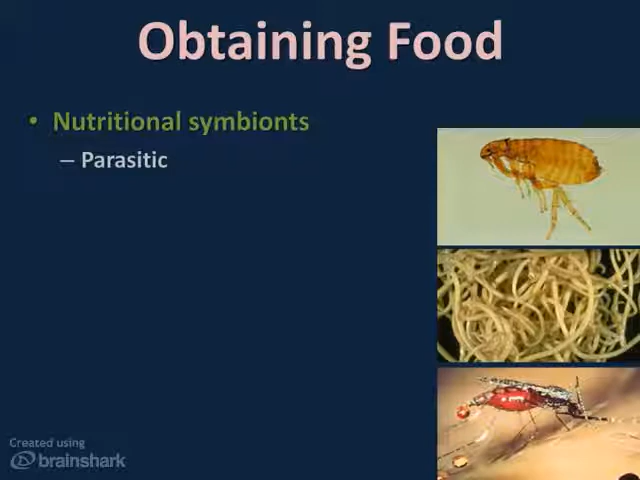 Obtaining Food
• Nutritional symbionts
– Parasitic
Created using
brainshark